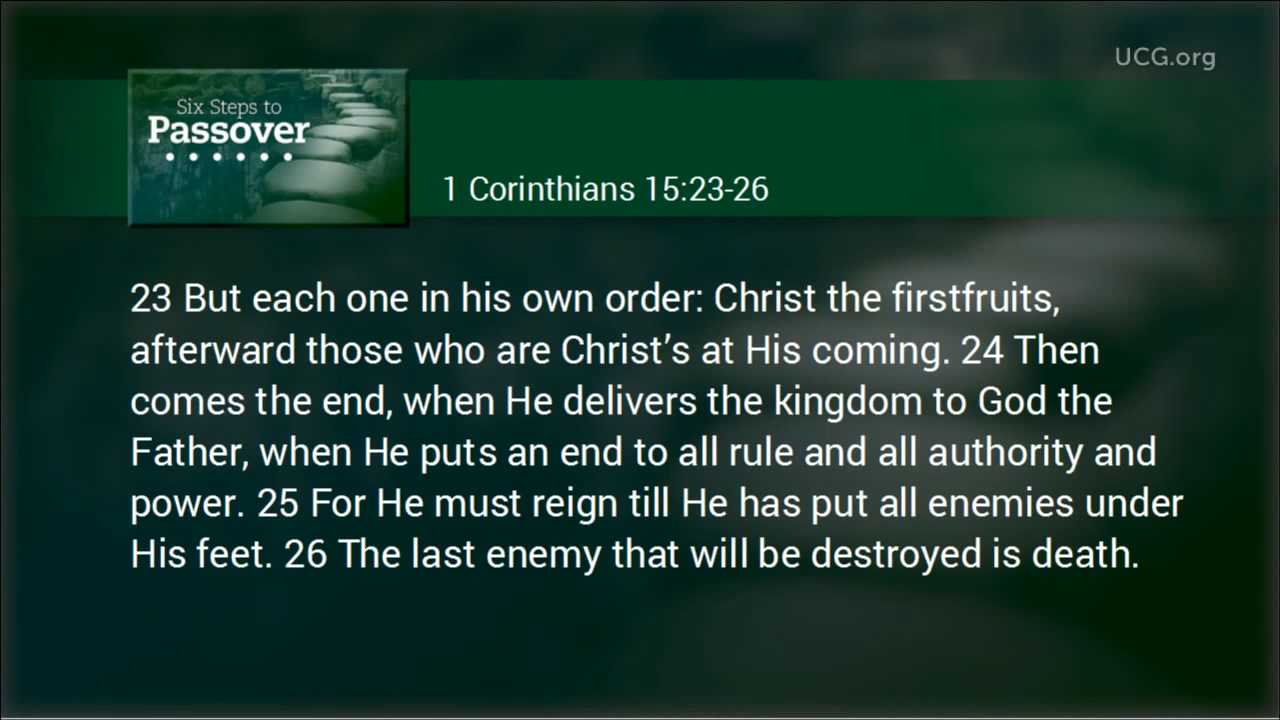 UCG.org
Six Steps to
Passover
1 Corinthians 15:23-26
23 But each one in his own order: Christ the firstfruits,
afterward those who are Christ’s at His coming. 24 Then
comes the end, when He delivers the kingdom to God the
Father, when He puts an end to all rule and all authority and
power. 25 For He must reign till He has put all enemies under
His feet. 26 The last enemy that will be destroyed is death.